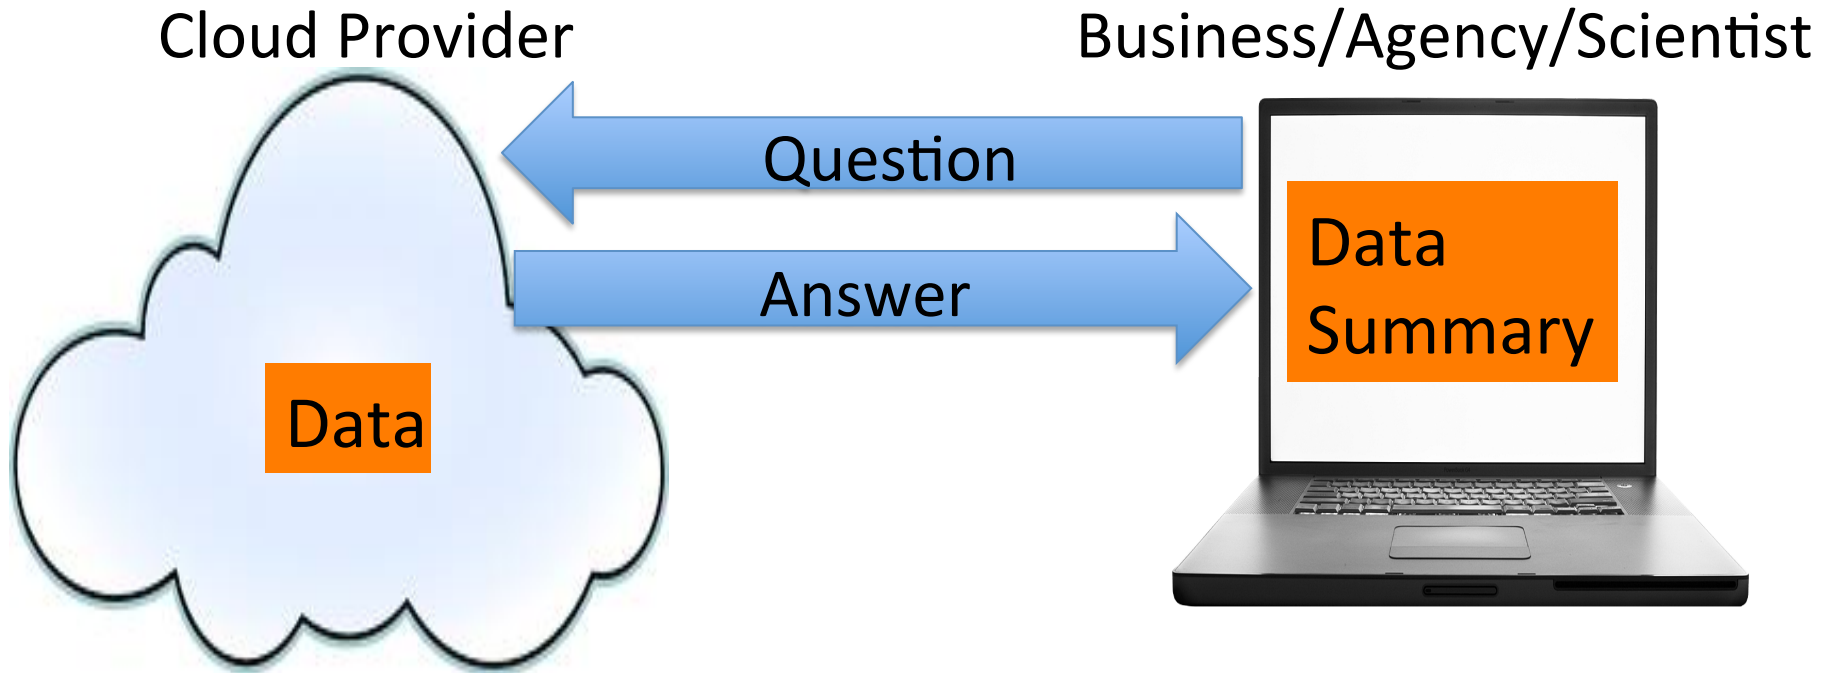 Cloud Provider
Business/Agency/Scientist
Question
Answer
Data
Summary
Data